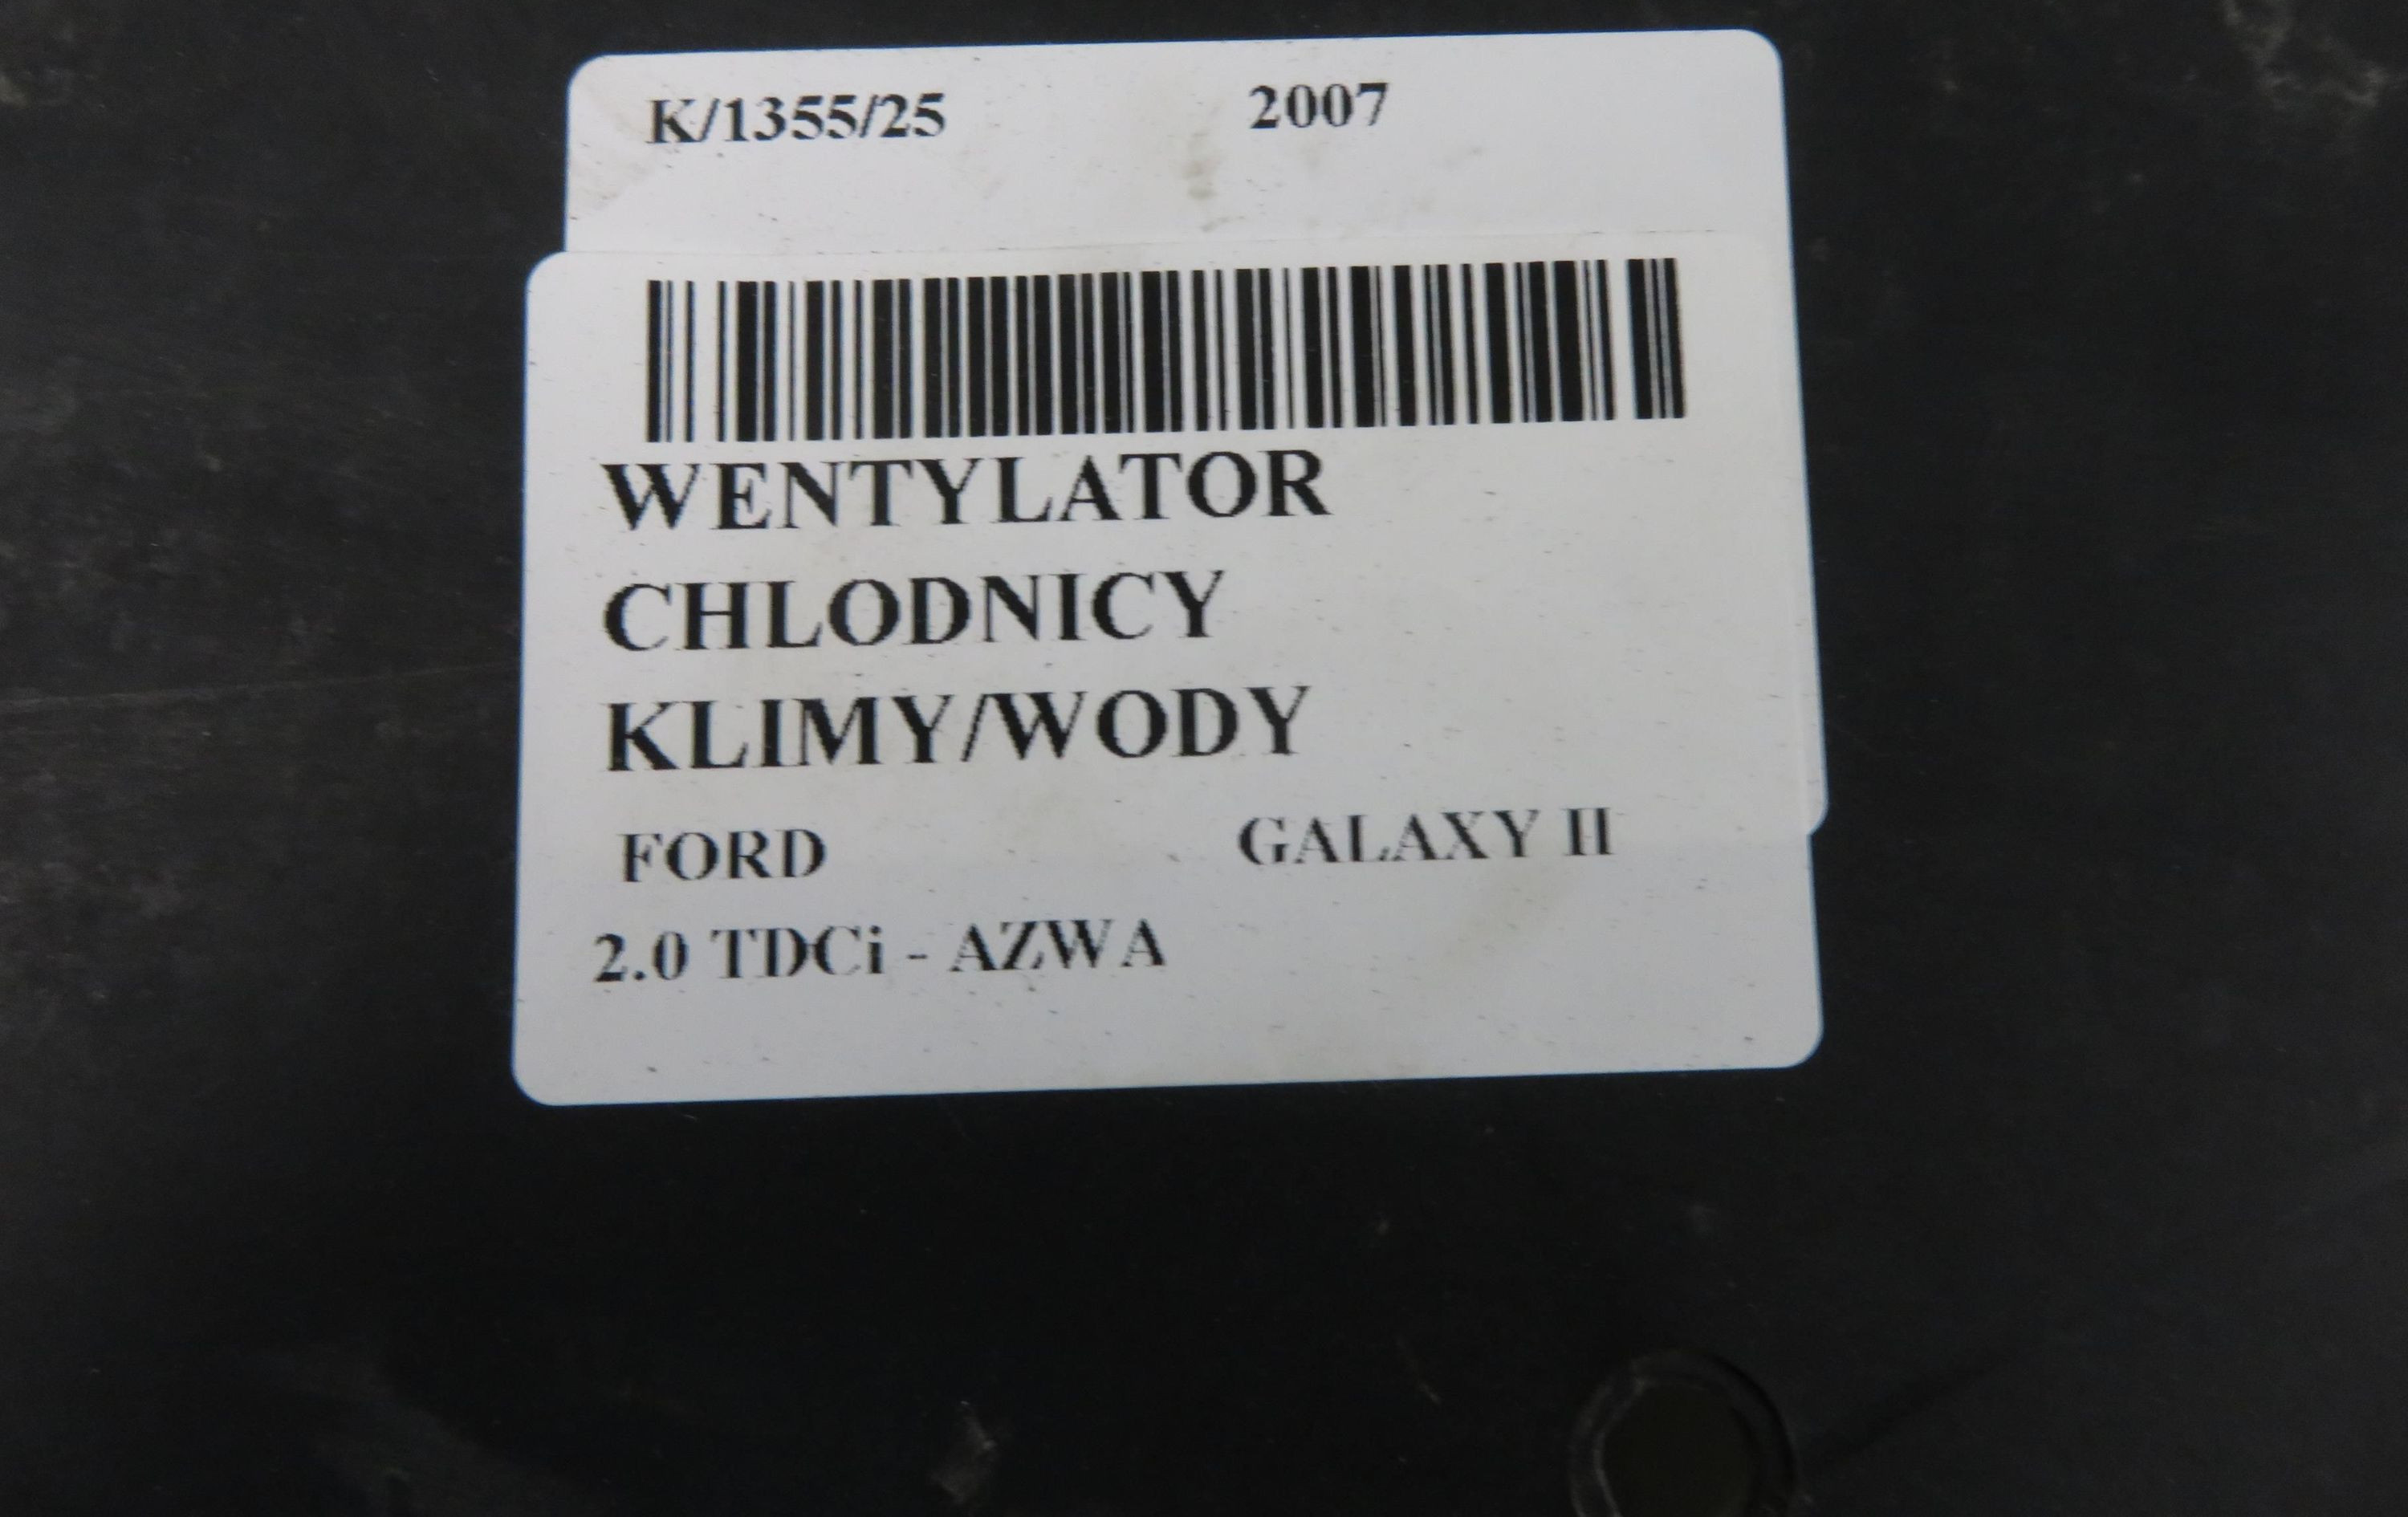 K/1355/25 2007
WENTYLATOR
CHLODNICY
KLIMY/WODY
FORD GALAXY II
2.0 TDCi - AZWA